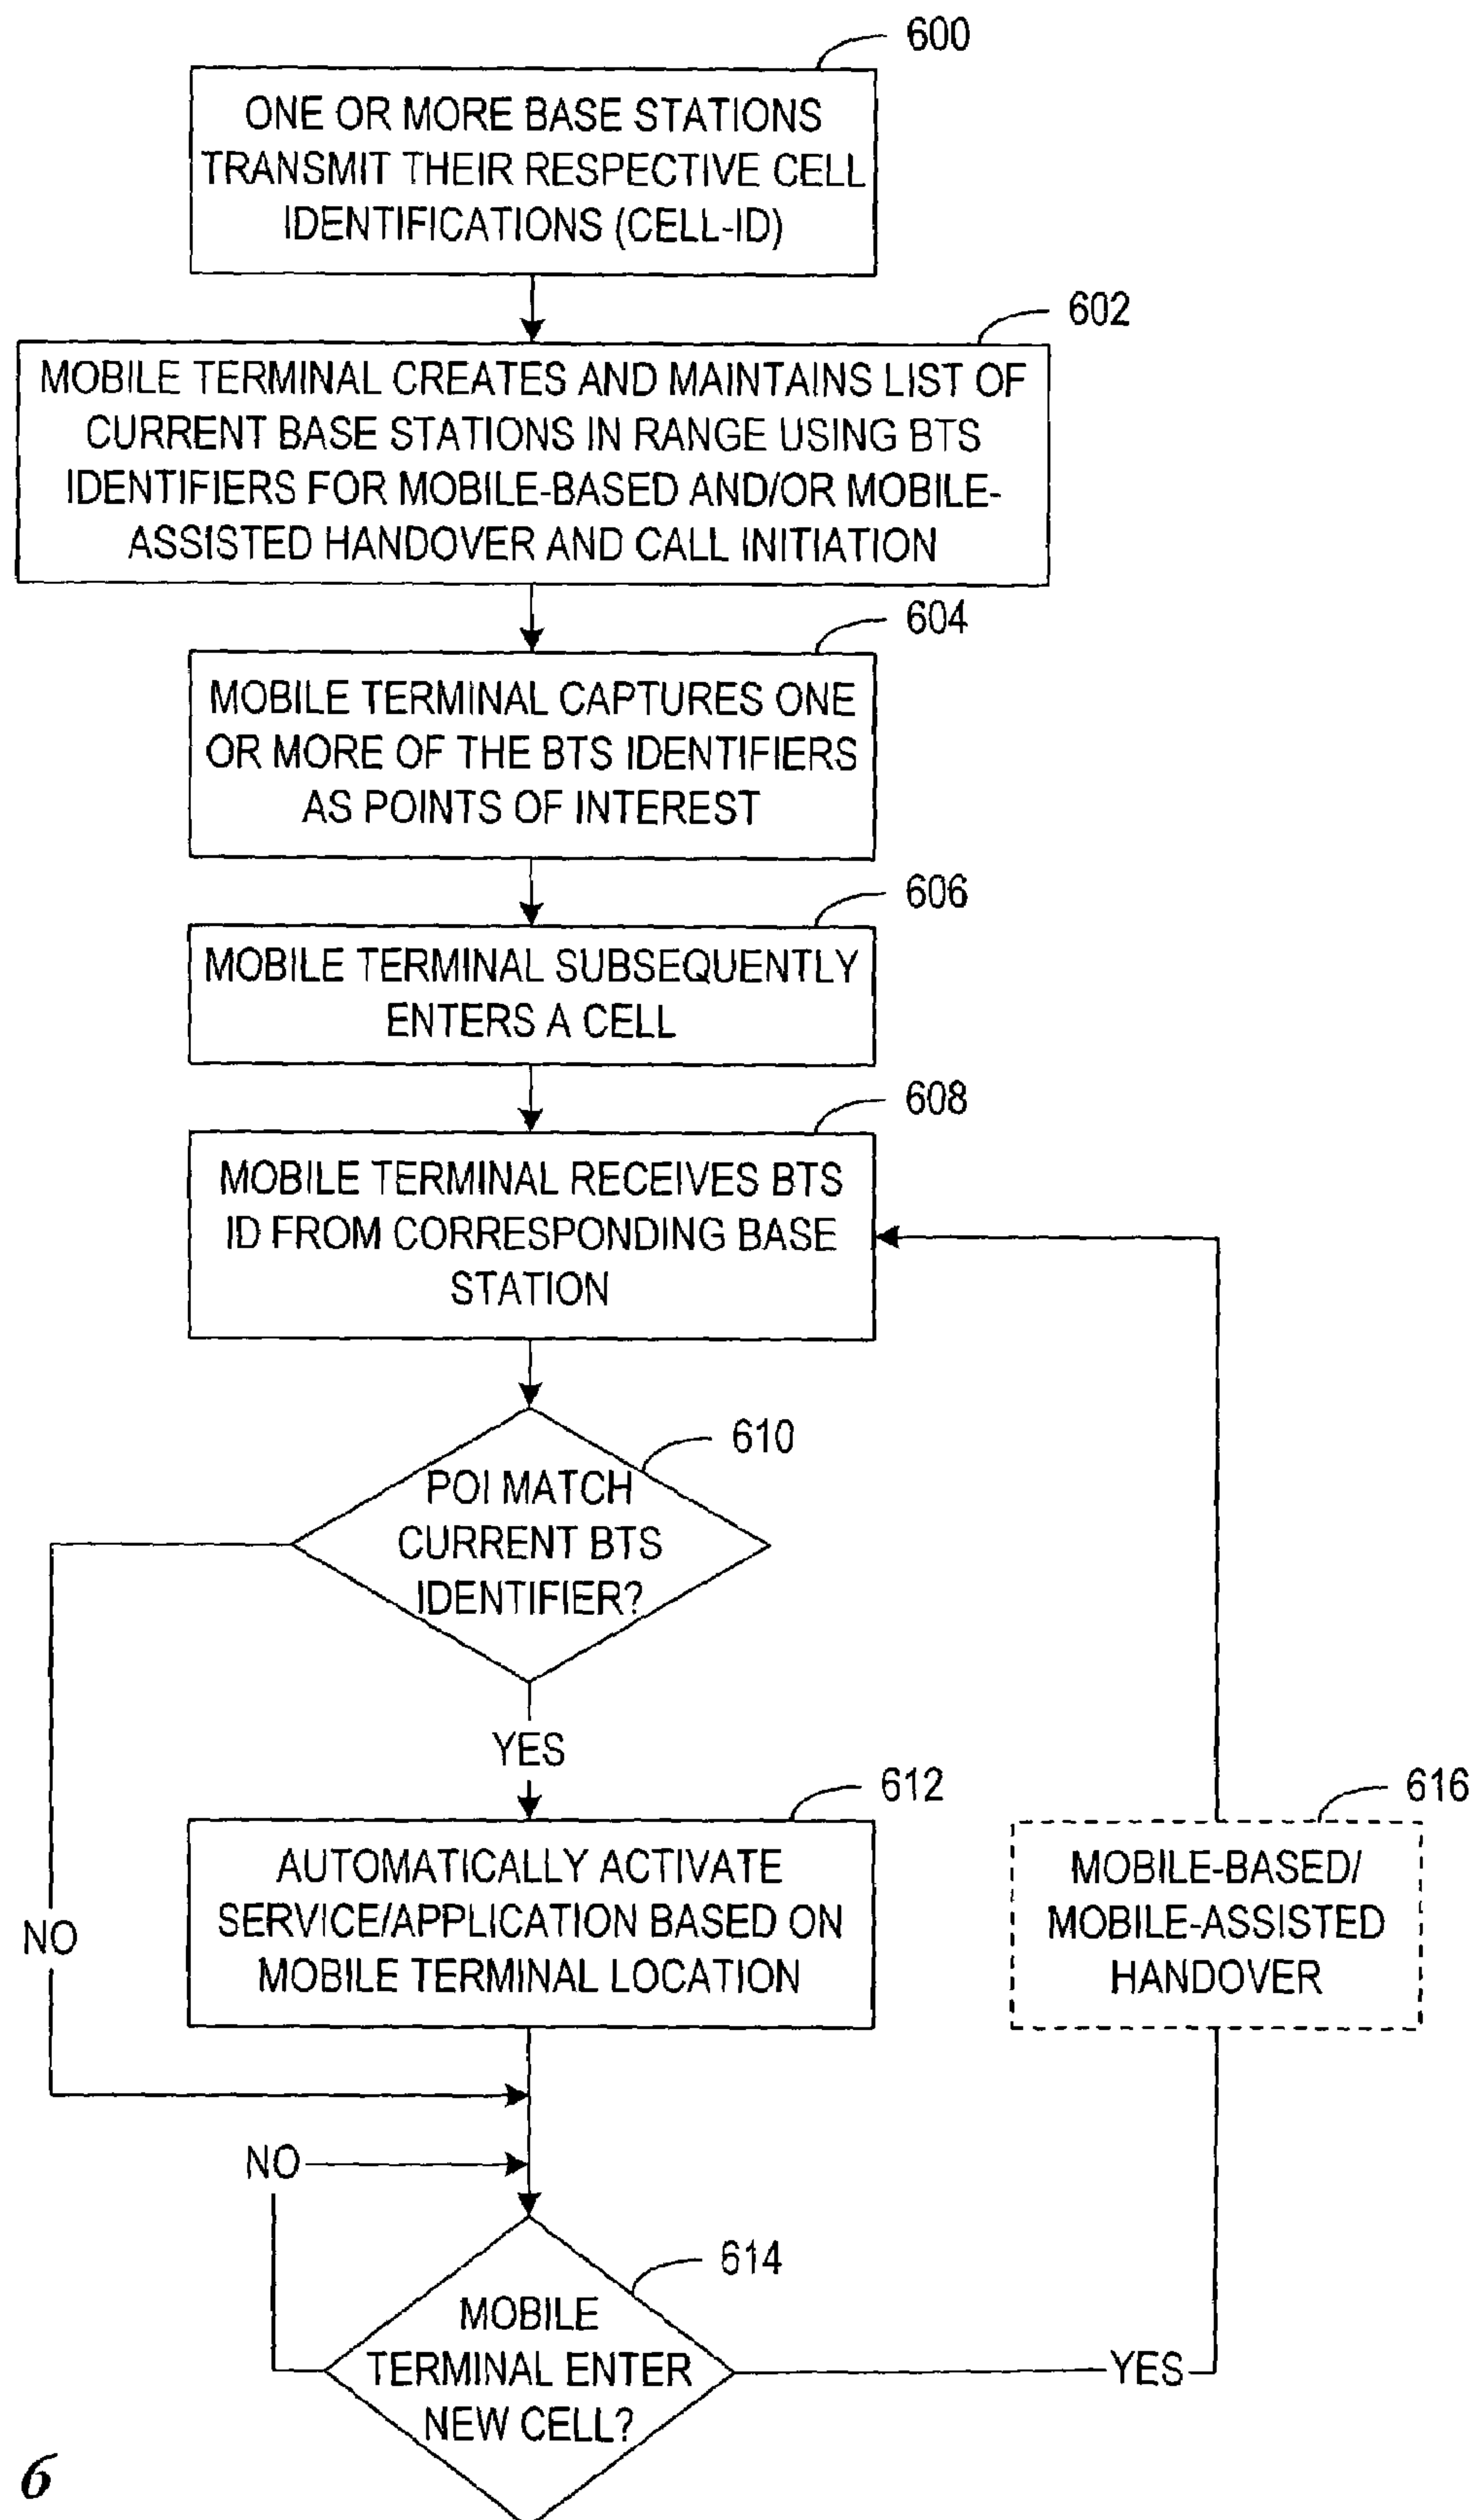 600
ONE OR MORE BASE STATIONS
TRANSMIT THEIR RESPECTIVE CELL
IDENTIFICATIONS (CELL-ID)
602
MOBILE TERMINAL CREATES AND MAINTAINS LIST OF
CURRENT BASE STATIONS IN RANGE USING BTS
IDENTIFIERS FOR MOBILE-BASED AND/OR MOBILE-
ASSISTED HANDOVER AND CALL INITIATION
604
MOBILE TERMINAL CAPTURES ONE
OR MORE OF THE BTS IDENTIFIERS
AS POINTS OF INTEREST
606
MOBILE TERMINAL SUBSEQUENTLY
ENTERS A CELL
608
MOBILE TERMINAL RECEIVES BTS
ID FROM CORRESPONDING BASE
STATION
610
POI MATCH
CURRENT BTS
IDENTIFIER?
YES
612
AUTOMATICALLY ACTIVATE
SERVICE/APPLICATION BASED ON
MOBILE TERMINAL LOCATION
616
MOBILE-BASED/
MOBILE-ASSISTED
HANDOVER
NO
NO
614
MOBILE
TERMINAL ENTER
NEW CELL?
YES
6